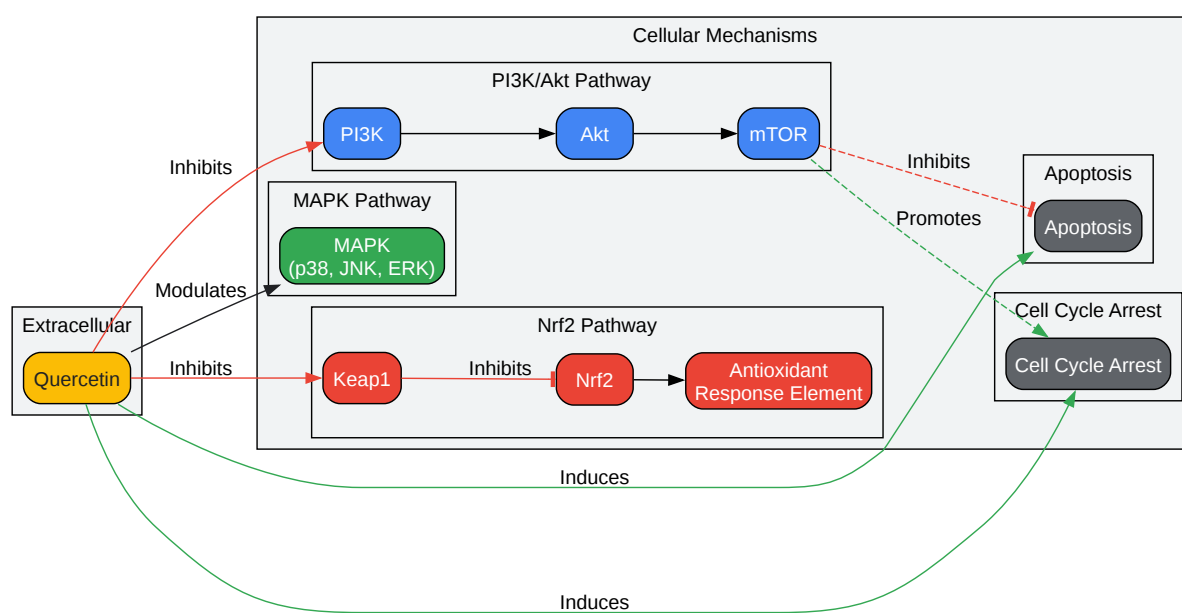 Cellular Mechanisms
PI3K/Akt Pathway
PI3K
Akt
mTOR
Inhibits
Inhibits
Apoptosis
Apoptosis
MAPK Pathway
MAPK
(p38, JNK, ERK)
Promotes
Modulates
Extracellular
Quercetin
Inhibits
Nrf2 Pathway
Keap1
Inhibits
Nrf2
Antioxidant
Response Element
Cell Cycle Arrest
Cell Cycle Arrest
Induces
Induces